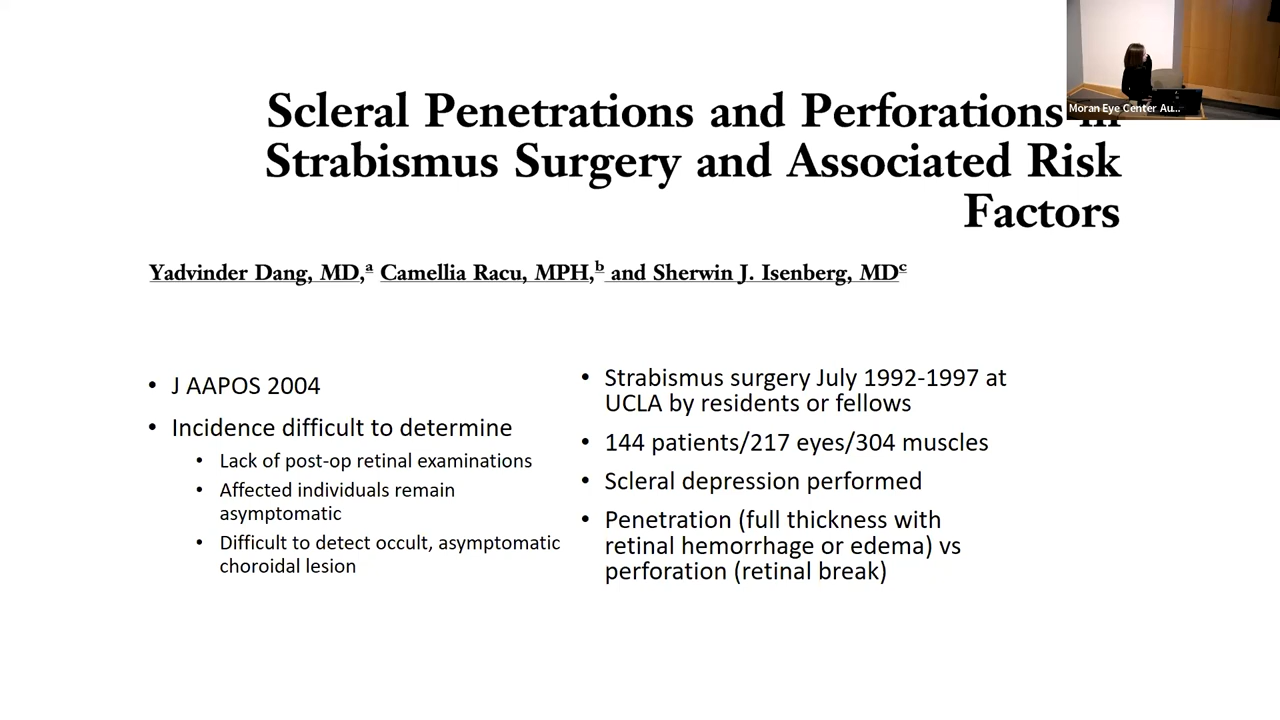 Scleral Penetrations and Perforations in
Strabismus Surgery and Associated Risk
Factors
Moran Eye Center Au...
Yadvinder Dang, MD,a Camellia Racu, MPH,b and Sherwin J. Isenberg, MDc
• J AAPOS 2004
• Incidence difficult to determine
• Lack of post-op retinal examinations
• Affected individuals remain
asymptomatic
• Difficult to detect occult, asymptomatic
choroidal lesion
• Strabismus surgery July 1992-1997 at
UCLA by residents or fellows
• 144 patients/217 eyes/304 muscles
• Scleral depression performed
• Penetration (full thickness with
retinal hemorrhage or edema) vs
perforation (retinal break)